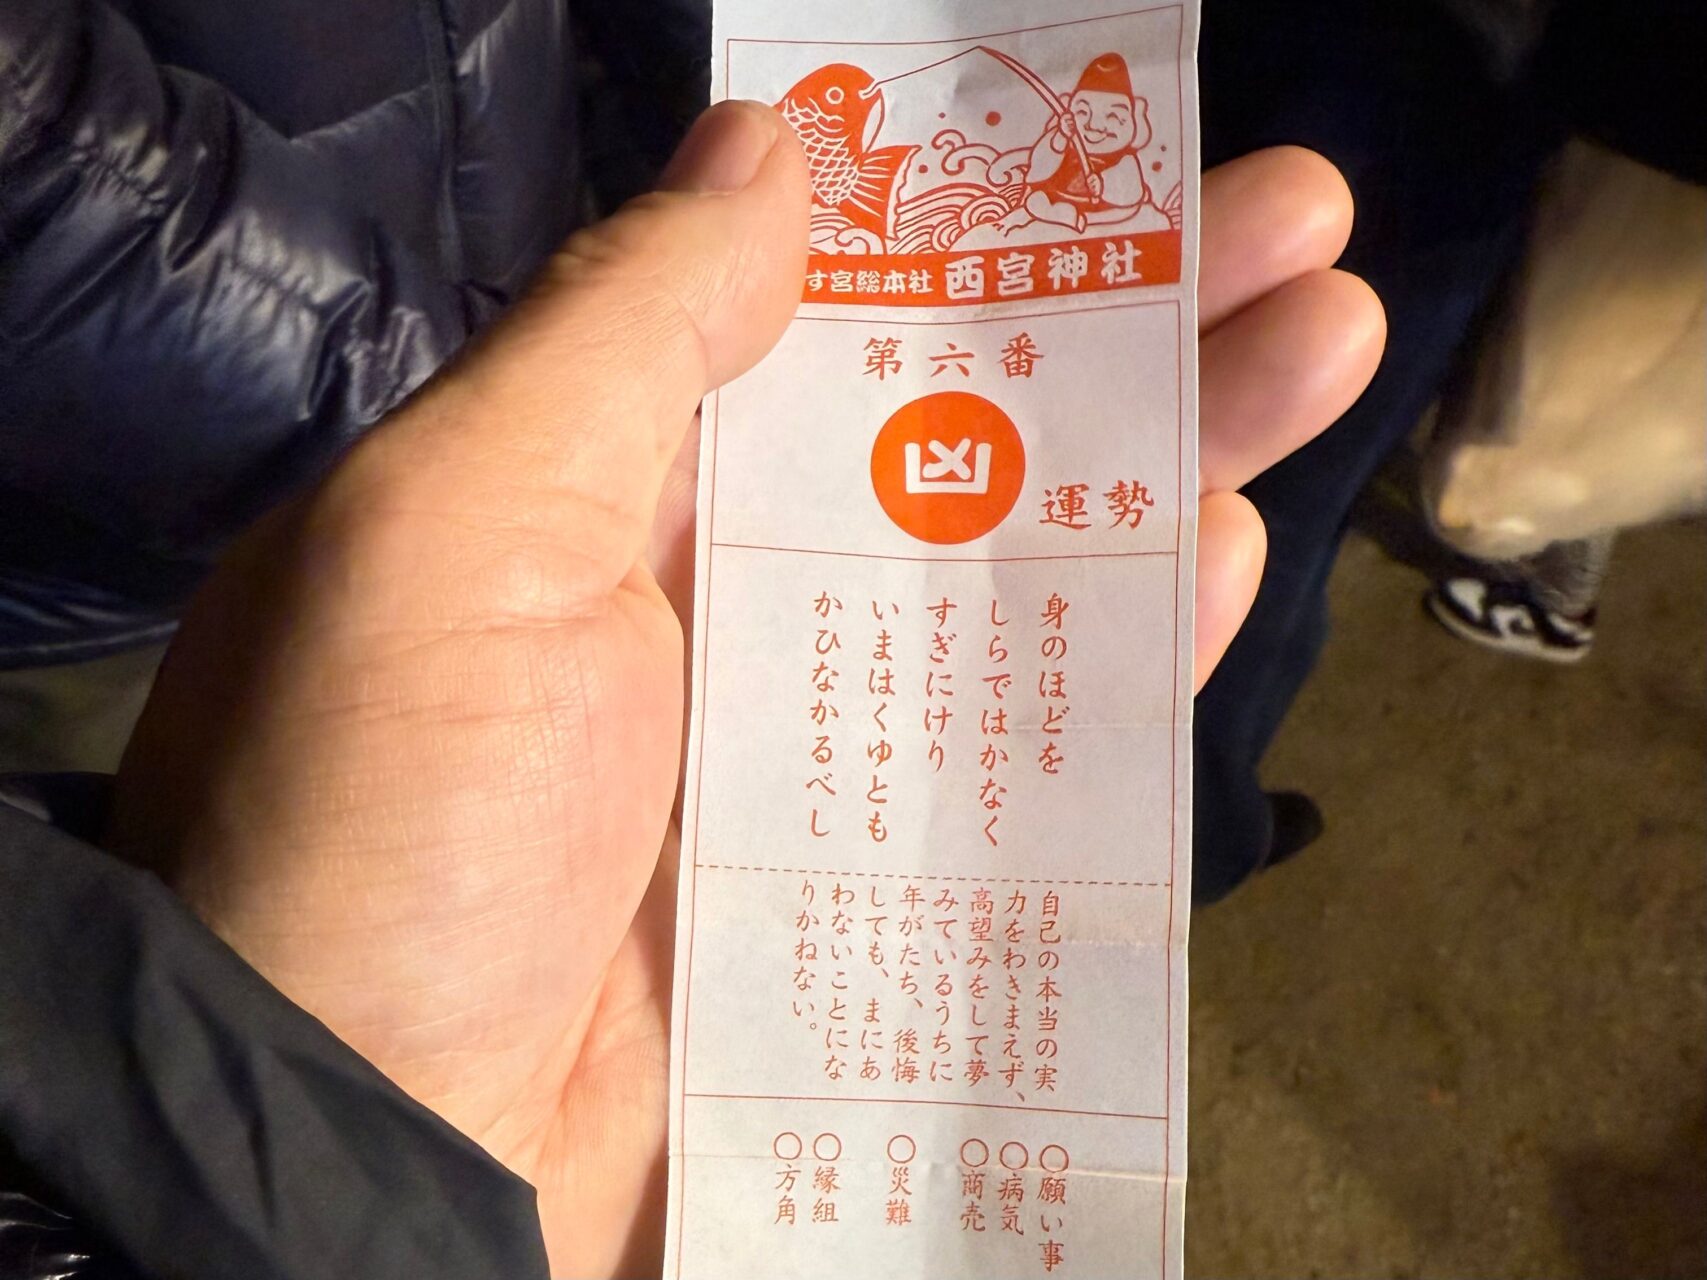 す宮総本社 西宮神社
第六番
凶
運勢
身のほどを
しらではかなく
すぎにけり
いまはくゆとも
かひなかるべし
自己の本当の実
力をわきまえず、
高望みをして夢
みているうちに
年がたち、後悔
しても、まにあ
わないことにな
りかねない。
○願い事
○病気
○商売
○災難
○縁組
○方角